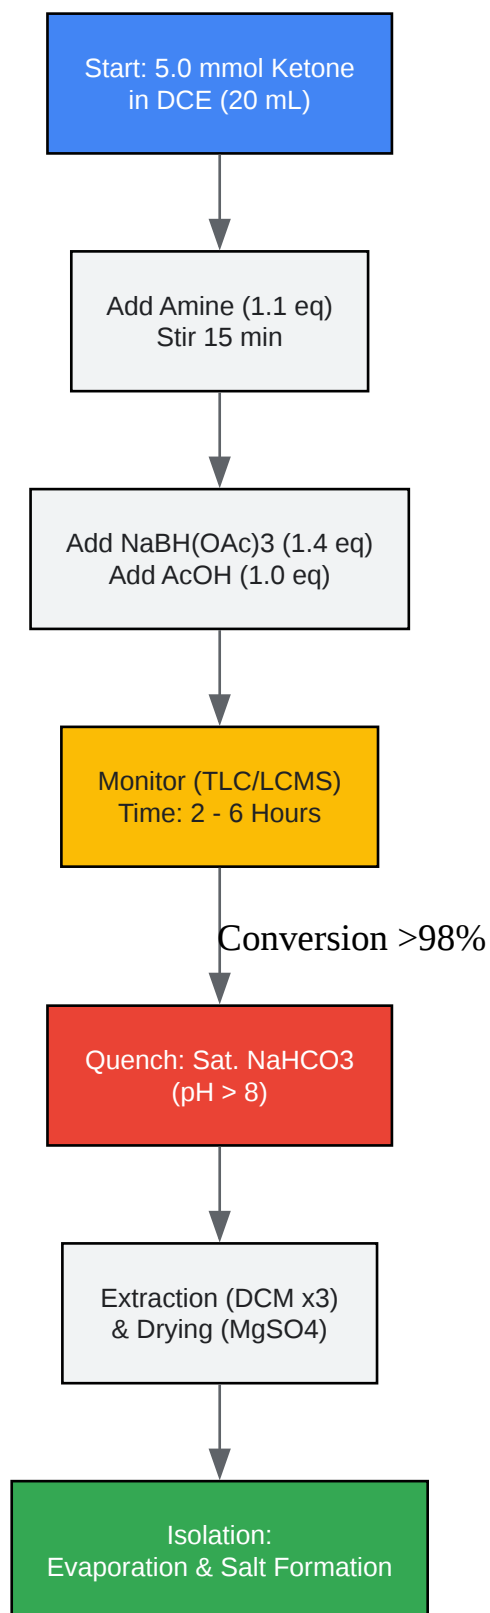 Start: 5.0 mmol Ketone
in DCE (20 mL)
Add Amine (1.1 eq)
Stir 15 min
Add NaBH(OAc)3 (1.4 eq)
Add AcOH (1.0 eq)
Monitor (TLC/LCMS)
Time: 2 - 6 Hours
Conversion >98%
Quench: Sat. NaHCO3
(pH > 8)
Extraction (DCM x3)
& Drying (MgSO4)
Isolation:
Evaporation & Salt Formation